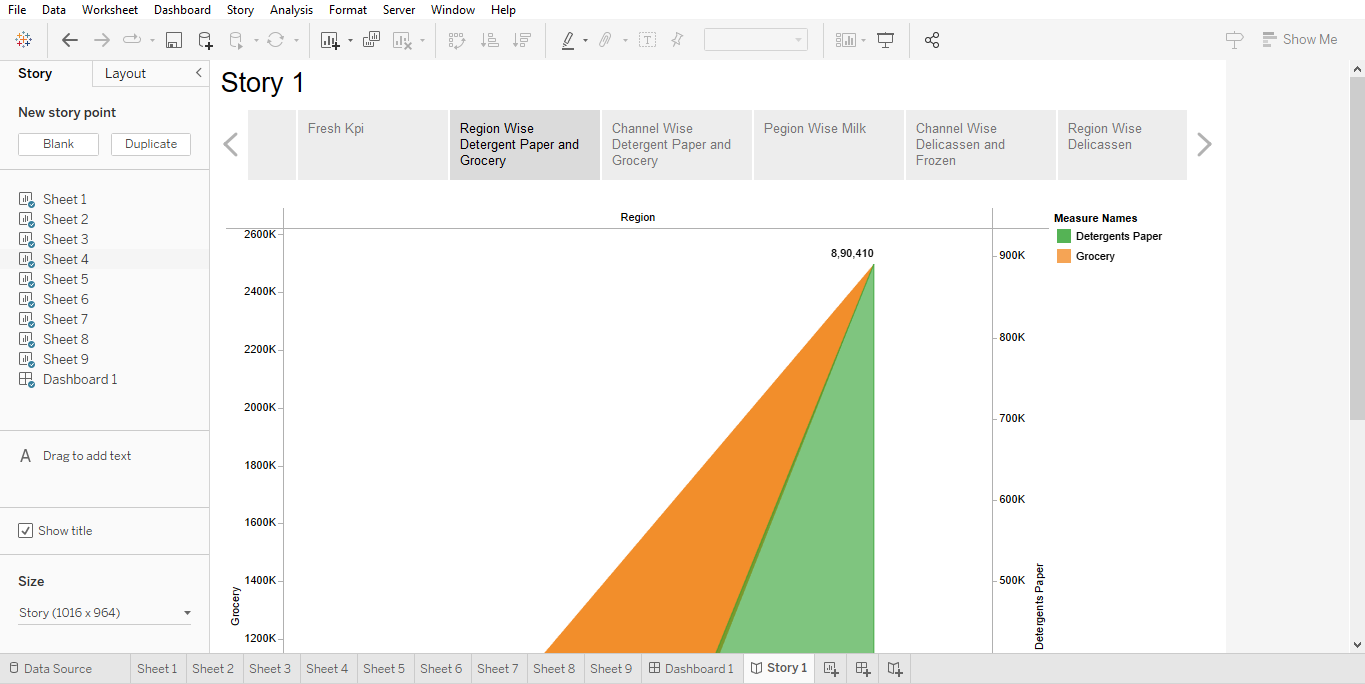 File Data Worksheet Dashboard Story Analysis Format Server Window Help
Show Me
Story Layout
New story point
Blank Duplicate
Sheet 1
Sheet 2
Sheet 3
Sheet 4
Sheet 5
Sheet 6
Sheet 7
Sheet 8
Sheet 9
Dashboard 1
A Drag to add text
Show title
Size
Story (1016 x 964)
Story 1
Fresh Kpi
Region Wise
Detergent Paper and
Grocery
Channel Wise
Detergent Paper and
Grocery
Pegion Wise Milk
Channel Wise
Delicassen and
Frozen
Region Wise
Delicassen
Region
2600K
2400K
2200K
2000K
1800K
1600K
1400K
1200K
Grocery
8,90,410
900K
800K
700K
600K
500K
Detergents Paper
Measure Names
Detergents Paper
Grocery
Data Source Sheet 1 Sheet 2 Sheet 3 Sheet 4 Sheet 5 Sheet 6 Sheet 7 Sheet 8 Sheet 9 Dashboard 1 Story 1